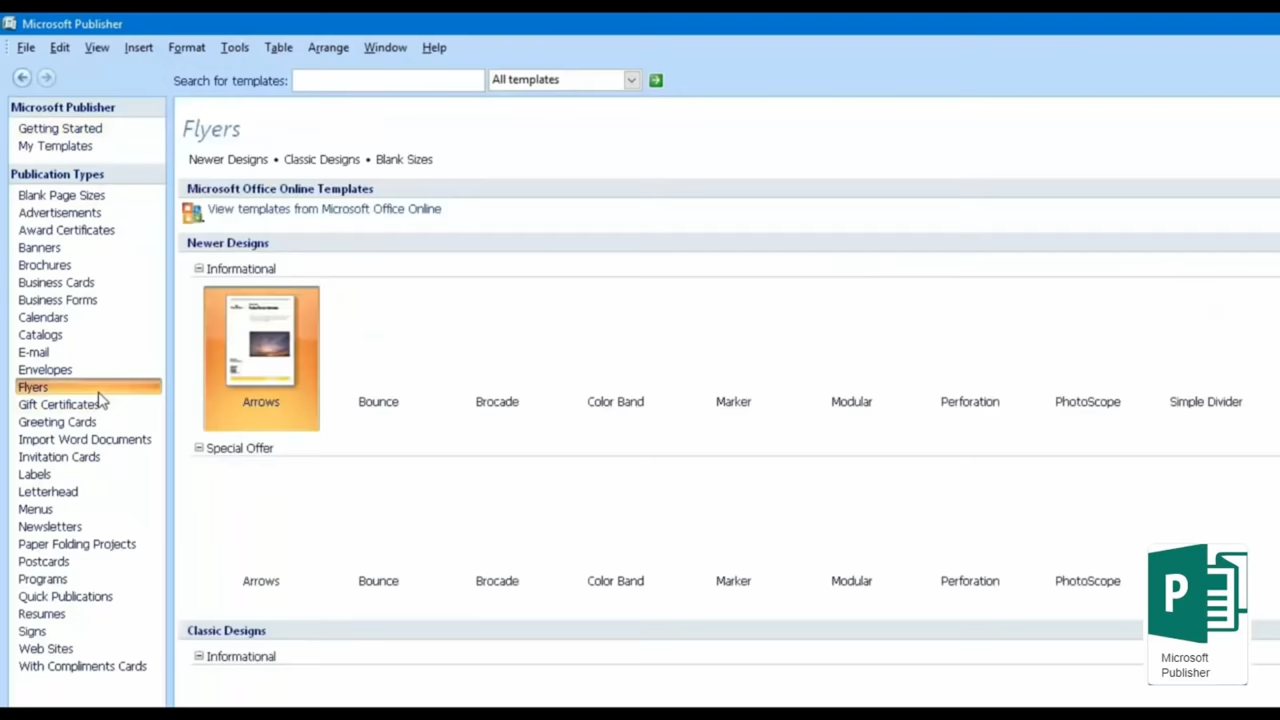 Microsoft Publisher
File Edit View Insert Format Tools Table Arrange Window Help
Search for templates: All templates
Microsoft Publisher
Getting Started
My Templates
Publication Types
Blank Page Sizes
Advertisements
Award Certificates
Banners
Brochures
Business Cards
Business Forms
Calendars
Catalogs
E-mail
Envelopes
Flyers
Gift Certificates
Greeting Cards
Import Word Documents
Invitation Cards
Labels
Letterhead
Menus
Newsletters
Paper Folding Projects
Postcards
Programs
Quick Publications
Resumes
Signs
Web Sites
With Compliments Cards
Flyers
Newer Designs • Classic Designs • Blank Sizes
Microsoft Office Online Templates
View templates from Microsoft Office Online
Newer Designs
Informational
Arrows Bounce Brocade Color Band Marker Modular Perforation PhotoScope Simple Divider
Special Offer
Arrows Bounce Brocade Color Band Marker Modular Perforation PhotoScope
Classic Designs
Informational
P
Microsoft
Publisher